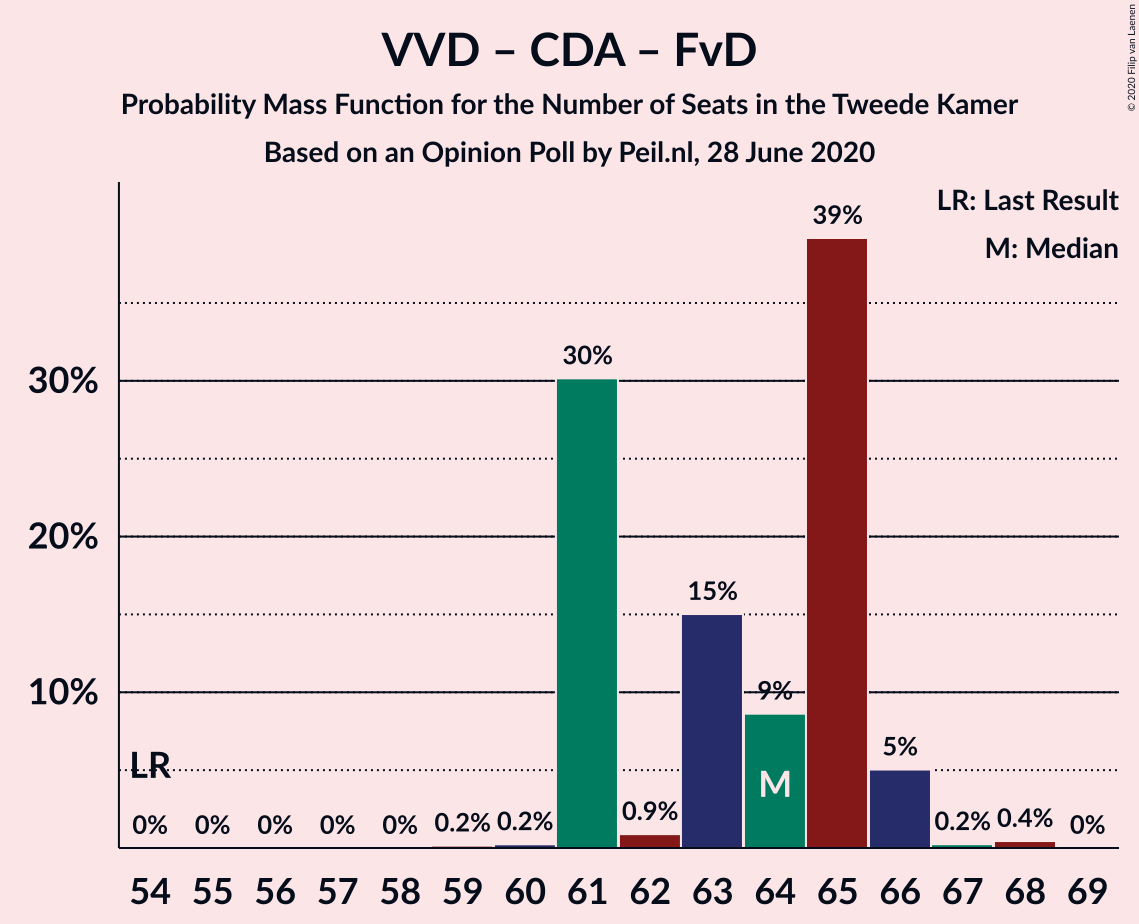 VVD – CDA – FvD
Probability Mass Function for the Number of Seats in the Tweede Kamer
Based on an Opinion Poll by Peil.nl, 28 June 2020
© 2020 Filip van Laenen
LR: Last Result
M: Median
39%
30%
30%
20%
15%
10%
9%
5%
LR
M
0% 0% 0% 0% 0% 0.2% 0.2% 0.9% 0.2% 0.4% 0%
54 55 56 57 58 59 60 61 62 63 64 65 66 67 68 69